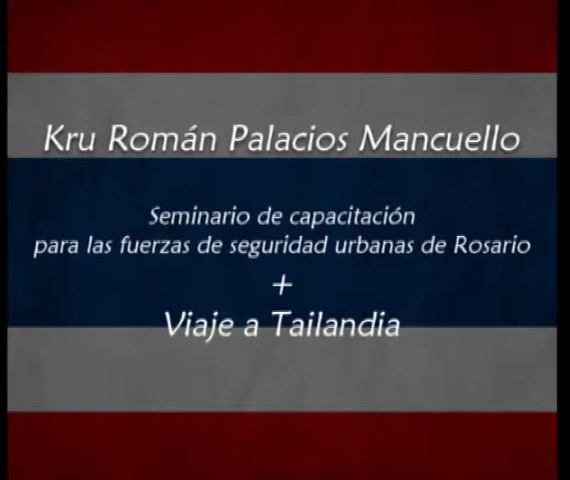 Kru Román Palacios Mancuello
Seminario de capacitación
para las fuerzas de seguridad urbanas de Rosario
+
Viaje a Tailandia